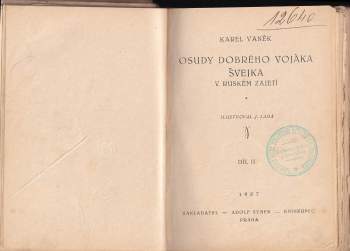 12640
KAREL VANĚK
OSUDY DOBRÉHO VOJÁKA
ŠVEJKA
V RUSKÉM ZAJETÍ
ILUSTROVAL J. LADA
DÍL II.
1927
NAKLADATEL — ADOLF SYNEK — KNIHKUPEC
PRAHA